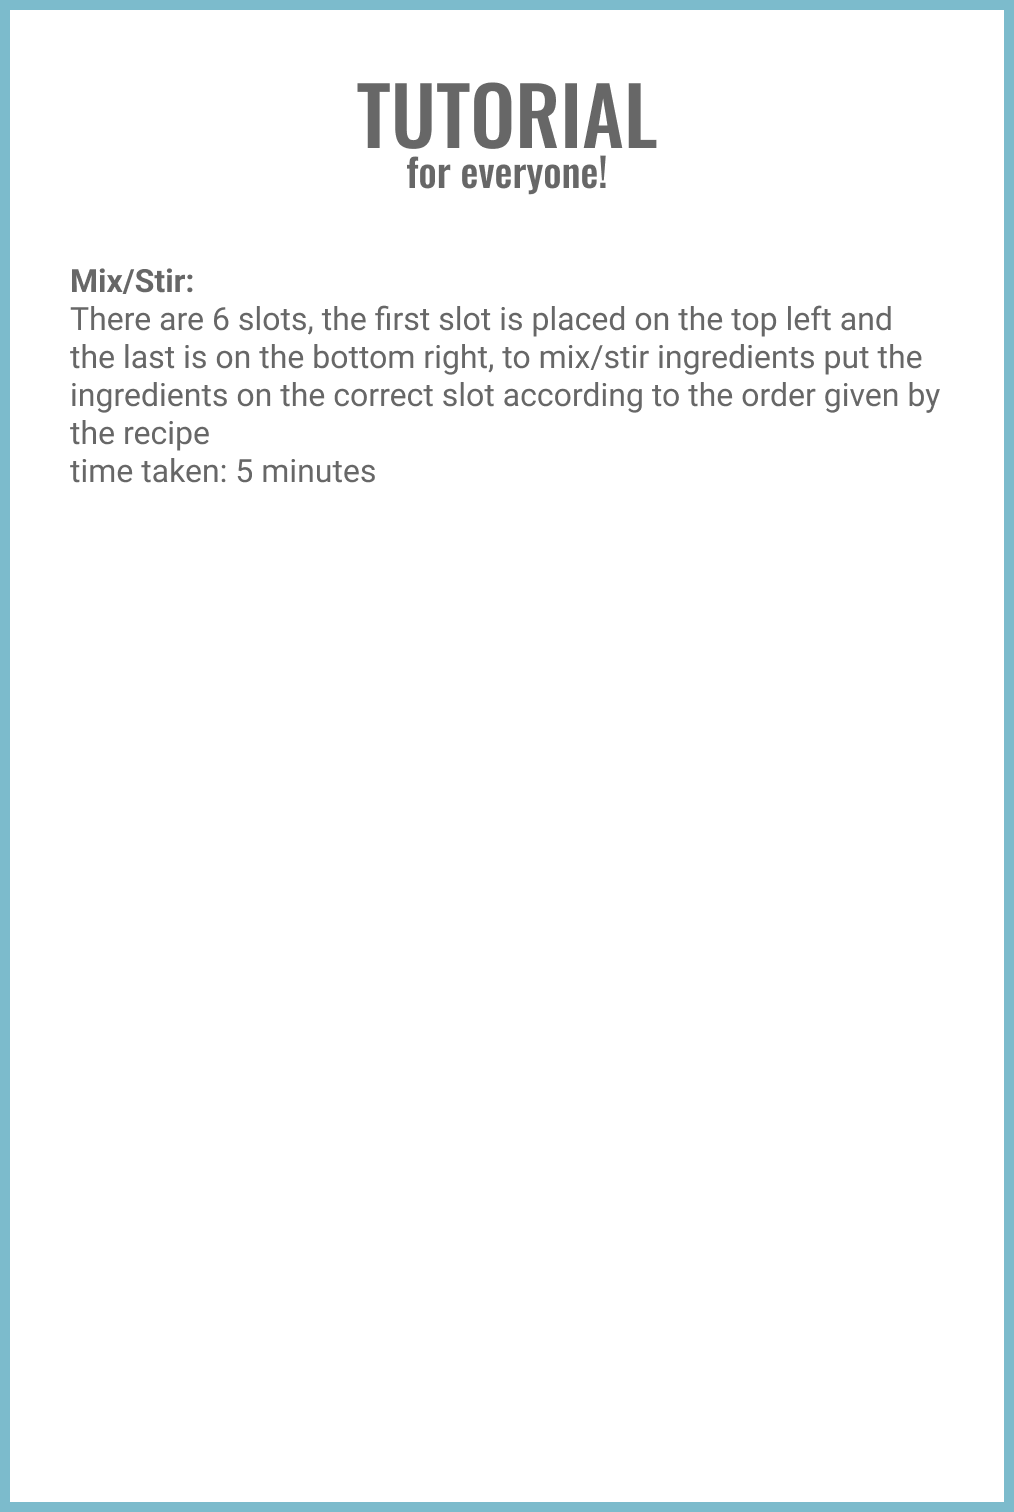 TUTORIAL
for everyone!
Mix/Stir:
There are 6 slots, the first slot is placed on the top left and
the last is on the bottom right, to mix/stir ingredients put the
ingredients on the correct slot according to the order given by
the recipe
time taken: 5 minutes